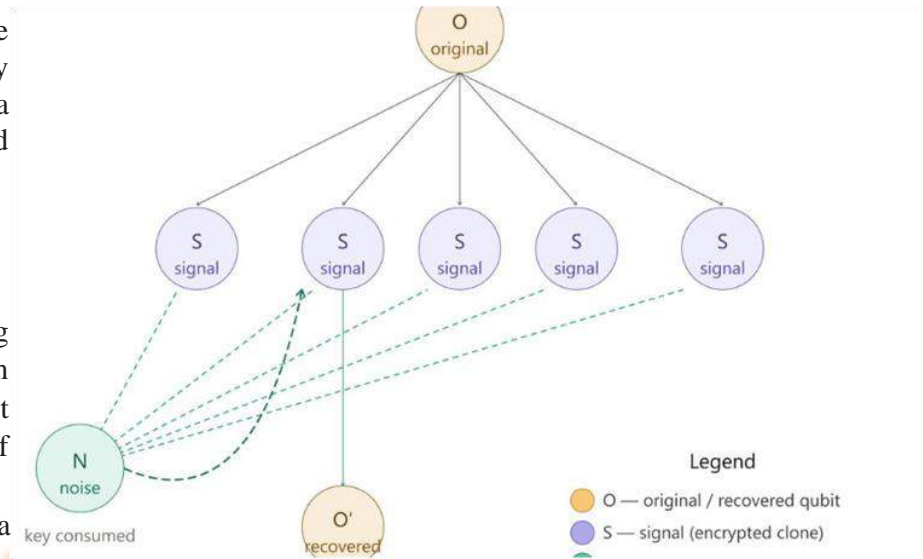 e
O
original
y
a
d
S
signal
S
signal
S
signal
S
signal
S
signal
g
n
t
f
N
noise
key consumed
a
O'
recovered
Legend
O — original / recovered qubit
S — signal (encrypted clone)